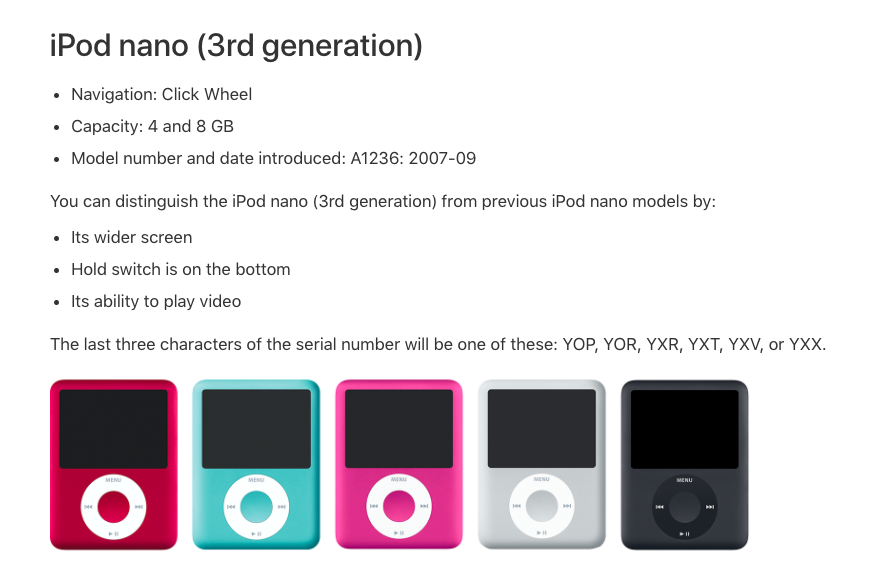 iPod nano (3rd generation)
• Navigation: Click Wheel
• Capacity: 4 and 8 GB
• Model number and date introduced: A1236: 2007-09
You can distinguish the iPod nano (3rd generation) from previous iPod nano models by:
• Its wider screen
• Hold switch is on the bottom
• Its ability to play video
The last three characters of the serial number will be one of these: YOP, YOR, YXR, YXT, YXV, or YXX.
MENU MENU MENU MENU MENU